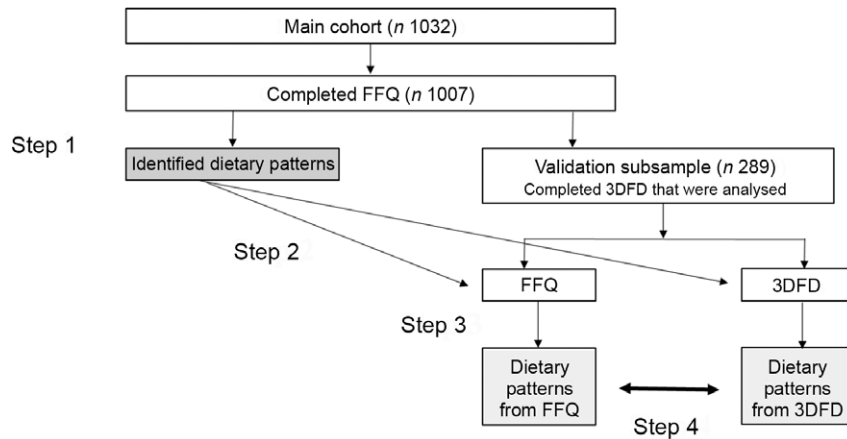 Main cohort (n 1032)
Completed FFQ (n 1007)
Step 1
Identified dietary patterns
Validation subsample (n 289)
Completed 3DFD that were analysed
Step 2
FFQ
3DFD
Step 3
Dietary
patterns
from FFQ
Dietary
patterns
from 3DFD
Step 4